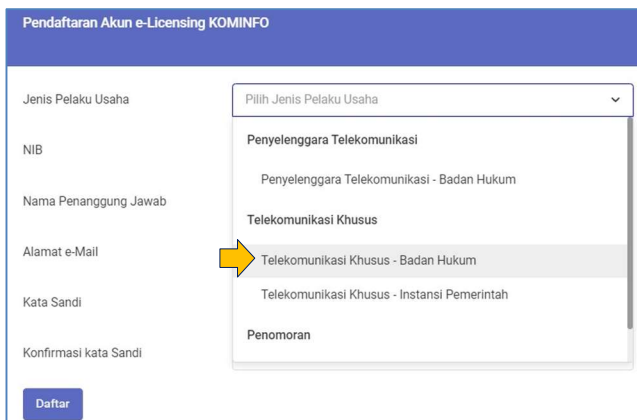 Pendaftaran Akun e-Licensing KOMINFO
Jenis Pelaku Usaha
Pilih Jenis Pelaku Usaha
NIB
Penyelenggara Telekomunikasi
Penyelenggara Telekomunikasi - Badan Hukum
Nama Penanggung Jawab
Telekomunikasi Khusus
Alamat e-Mail
Telekomunikasi Khusus - Badan Hukum
Kata Sandi
Telekomunikasi Khusus - Instansi Pemerintah
Penomoran
Konfirmasi kata Sandi
Daftar